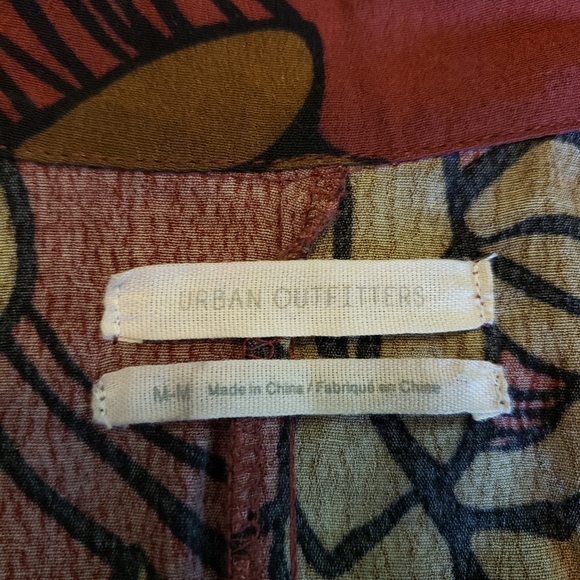 URBAN OUTFITTERS
M-M Made in China / Fabriqué en Chine